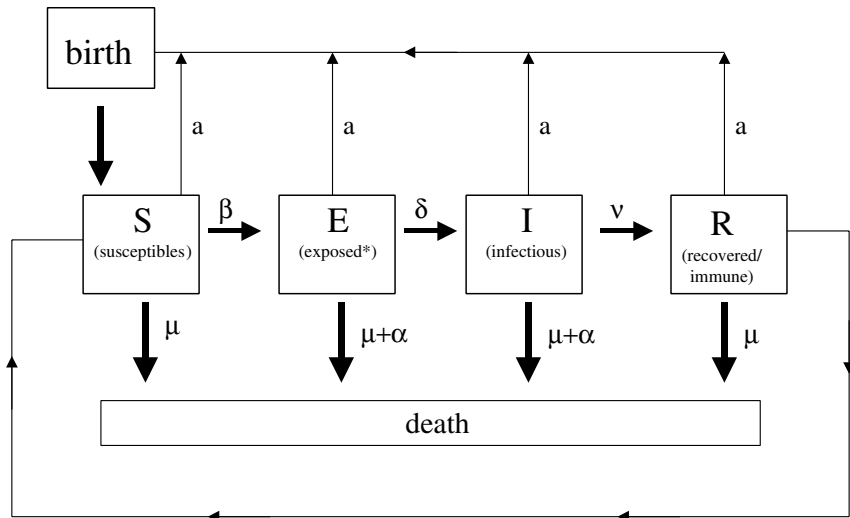 birth
a
a
a
a
S
(susceptibles)
β
E
(exposed*)
δ
I
(infectious)
ν
R
(recovered/
immune)
μ
μ+α
μ+α
μ
death